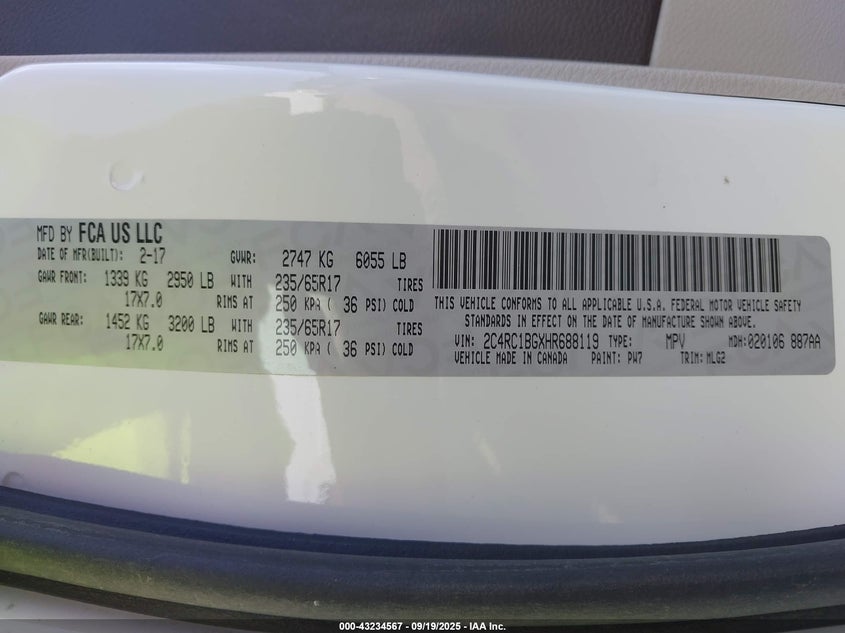 MFD BY FCA US LLC
DATE OF MFR(BUILT): 2-17 GVWR: 2747 KG 6055 LB
GAWR FRONT: 1339 KG 2950 LB WITH 235/65R17 TIRES
17X7.0 RIMS AT 250 KPA ( 36 PSI) COLD
GAWR REAR: 1452 KG 3200 LB WITH 235/65R17 TIRES
17X7.0 RIMS AT 250 KPA ( 36 PSI) COLD
THIS VEHICLE CONFORMS TO ALL APPLICABLE U.S.A. FEDERAL MOTOR VEHICLE SAFETY
STANDARDS IN EFFECT ON THE DATE OF MANUFACTURE SHOWN ABOVE.
VIN: 2C4RC1BGXHR688119 TYPE: MPV MDH:020106 887AA
VEHICLE MADE IN CANADA PAINT: PW7 TRIM: MLG2
000-43234567 - 09/19/2025 - IAA Inc.